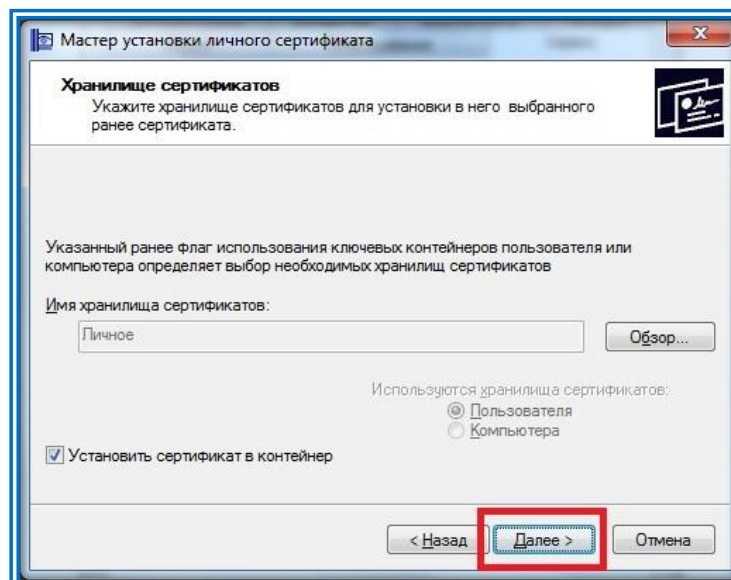 Мастер установки личного сертификата
Хранилище сертификатов
Укажите хранилище сертификатов для установки в него выбранного
ранее сертификата.
Указанный ранее флаг использования ключевых контейнеров пользователя или
компьютера определяет выбор необходимых хранилищ сертификатов
Имя хранилища сертификатов:
Личное
Обзор...
Используются хранилища сертификатов:
Пользователя
Компьютера
Установить сертификат в контейнер
< Назад
Далее >
Отмена